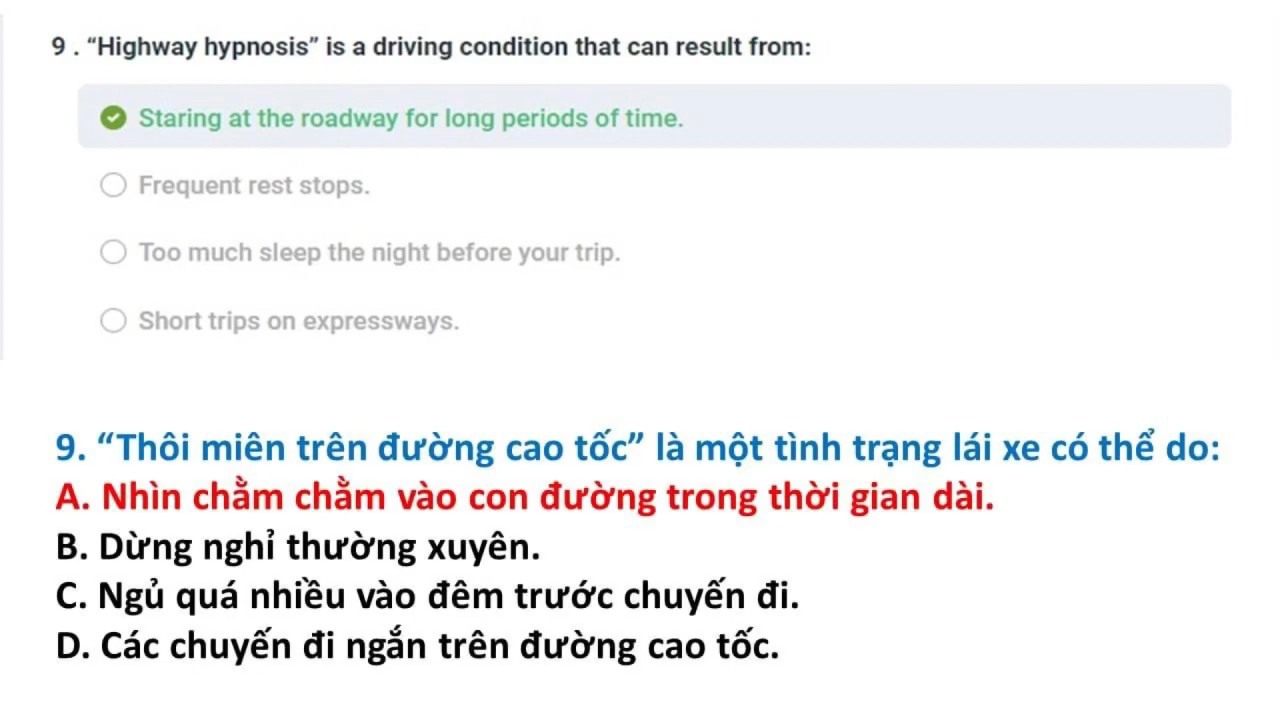 9 . “Highway hypnosis” is a driving condition that can result from:
Staring at the roadway for long periods of time.
Frequent rest stops.
Too much sleep the night before your trip.
Short trips on expressways.
9. “Thôi miên trên đường cao tốc” là một tình trạng lái xe có thể do:
A. Nhìn chằm chằm vào con đường trong thời gian dài.
B. Dừng nghỉ thường xuyên.
C. Ngủ quá nhiều vào đêm trước chuyến đi.
D. Các chuyến đi ngắn trên đường cao tốc.